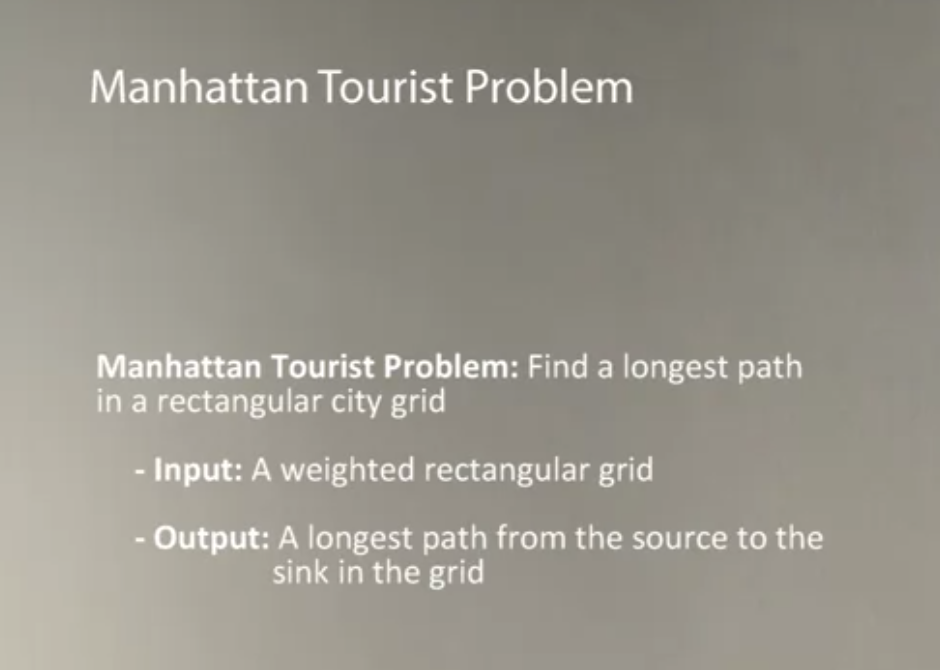 Manhattan Tourist Problem
Manhattan Tourist Problem: Find a longest path
in a rectangular city grid
- Input: A weighted rectangular grid
- Output: A longest path from the source to the
sink in the grid